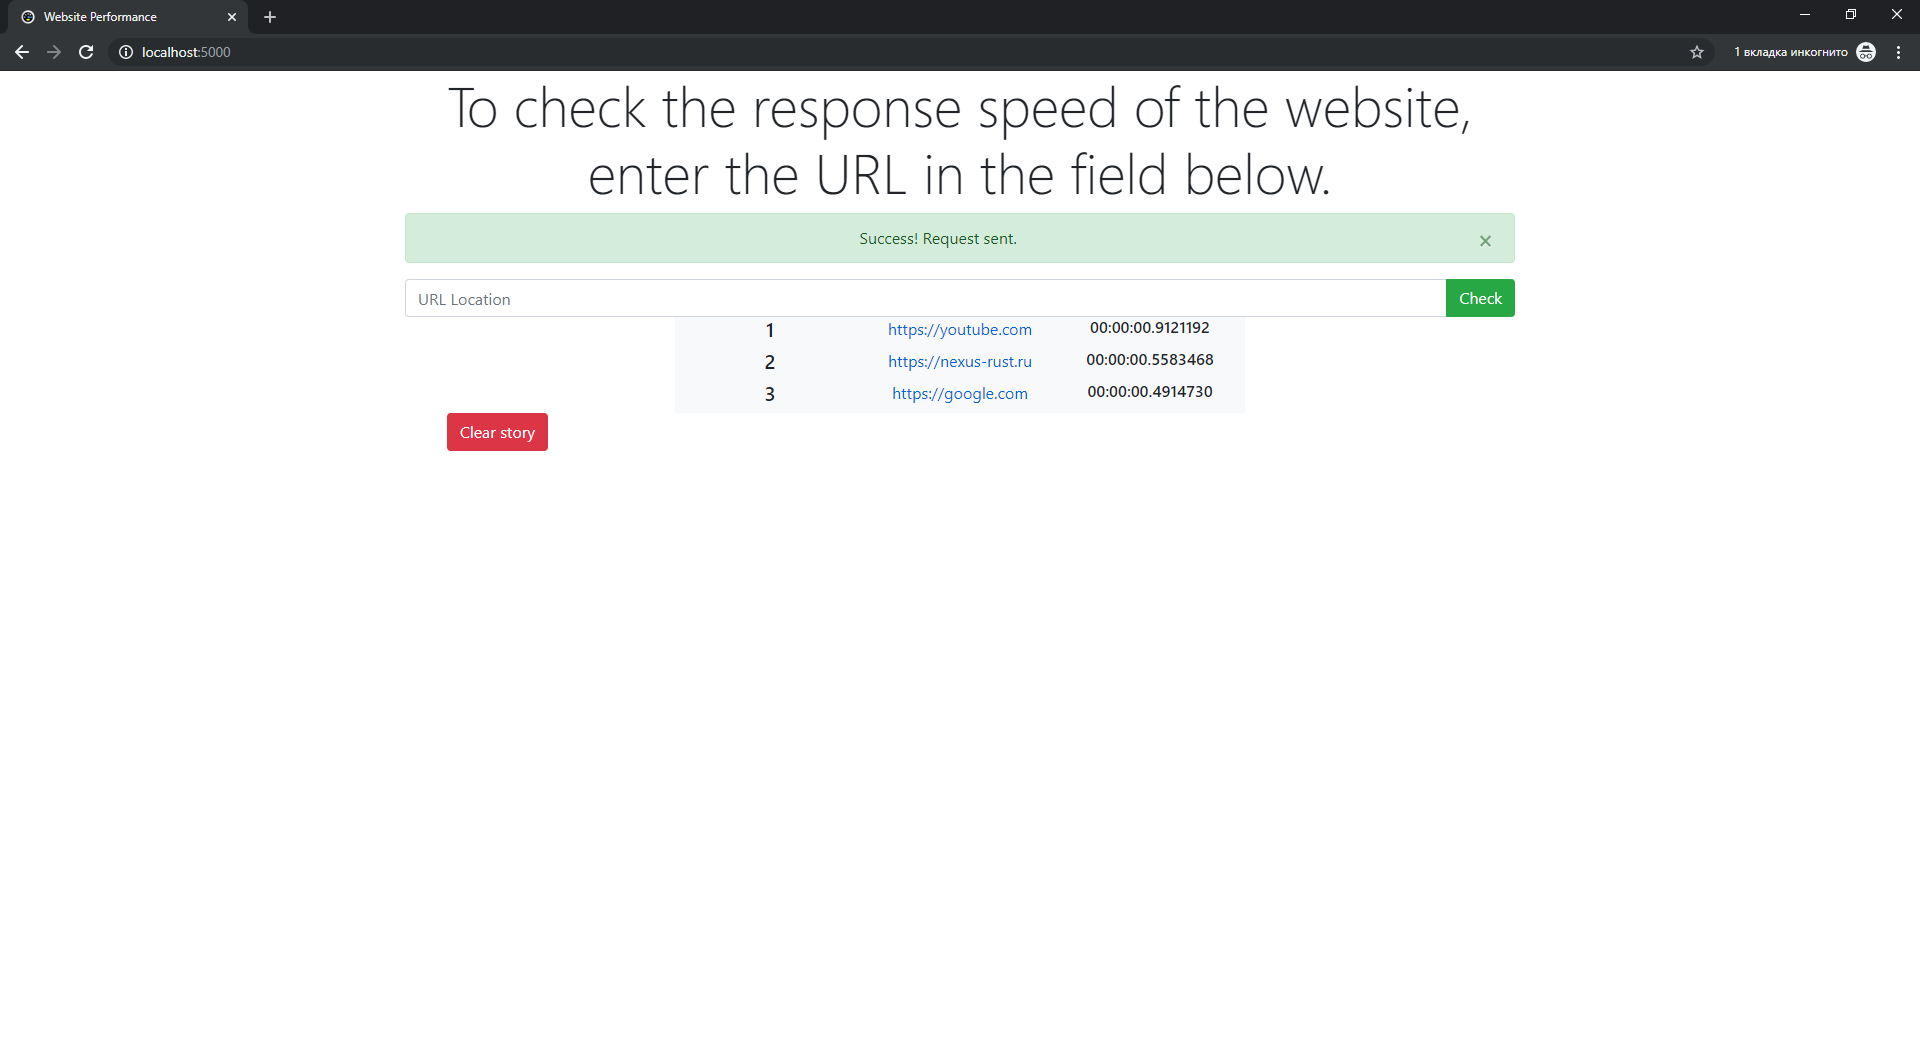 Website Performance
localhost:5000
1 вкладка инкогнито
To check the response speed of the website,
enter the URL in the field below.
Success! Request sent.
×
URL Location
Check
1 https://youtube.com 00:00:00.9121192
2 https://nexus-rust.ru 00:00:00.5583468
3 https://google.com 00:00:00.4914730
Clear story